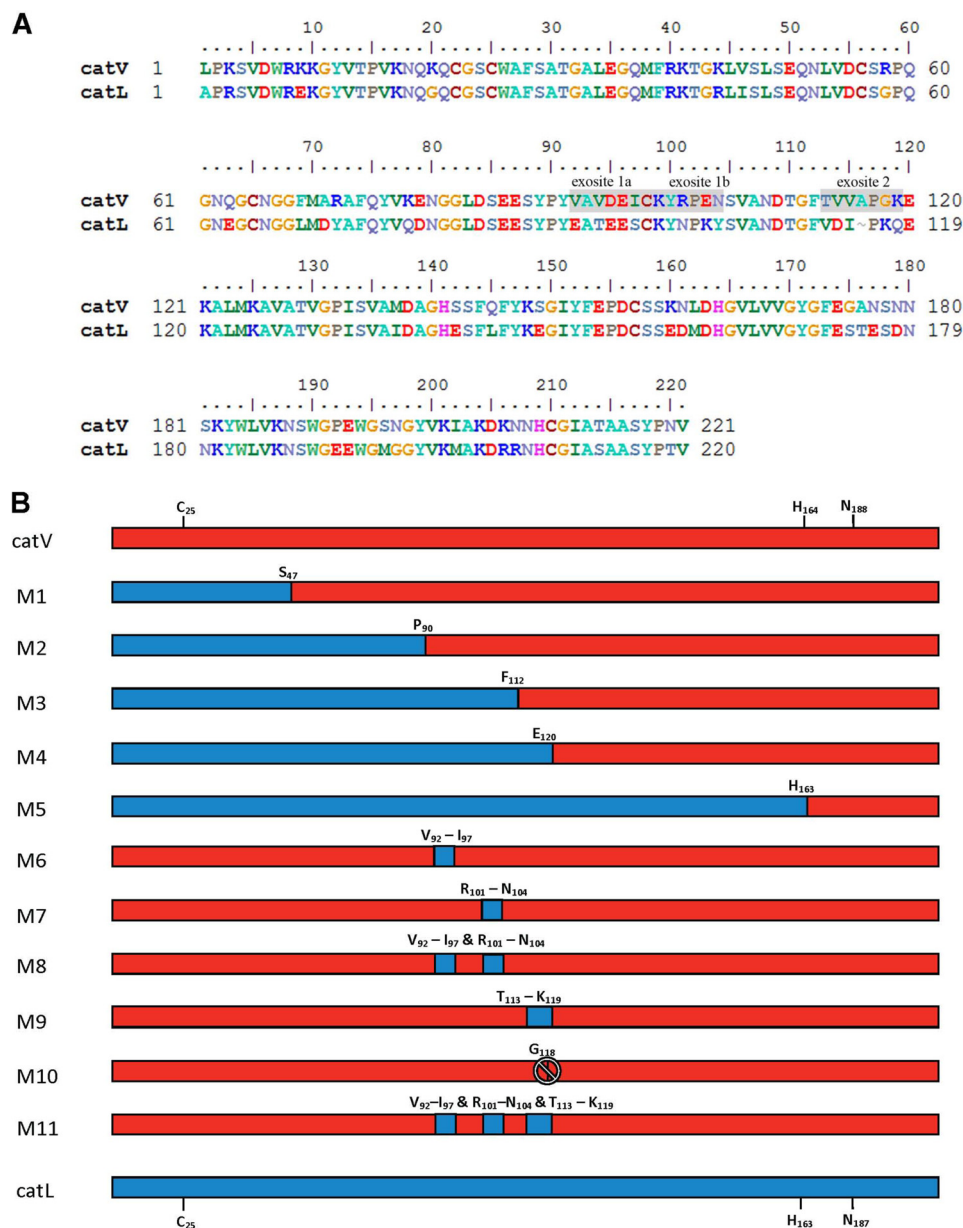 A
10 20 30 40 50 60
....|....|....|....|....|....|....|....|....|....|....|....|
catV 1 LPKSVDWRKKGYVTPVKNQKQCGSCWAFSATGALEGQMFRKTGKLVSLSEQNLVDCSRPQ 60
catL 1 APRSVDWREKGYVTPVKNQGQCGSCWAFSATGALEGQMFRKTGRLISLSEQNLVDCSGPQ 60
70 80 90 100 110 120
....|....|....|....|....|....|....|....|....|....|....|....|
exosite 1a exosite 1b exosite 2
catV 61 GNQGCNGGFMARAFQYVKENGGLDSEESYPYVAVDEICKYRPENSVANDTGFTVVAPGKE 120
catL 61 GNEGCNGGLMDYAFQYVQDNGGLDSEESYPYEATEESCKYNPKYSVANDTGFVDI~PKQE 119
130 140 150 160 170 180
....|....|....|....|....|....|....|....|....|....|....|....|
catV 121 KALMKAVATVGPISVAMDAGHSSFQFYKSGIYFEPDCSSKNLDHGVLVVGYGFEGANSNN 180
catL 120 KALMKAVATVGPISVAIDAGHESFLFYKEGIYFEPDCSSEDMDHGVLVVGYGFESTESDN 179
190 200 210 220
....|....|....|....|....|....|....|....|.
catV 181 SKYWLVKNSWGPEWGSNGYVKIAKDKNNHCGIATAASYPNV 221
catL 180 NKYWLVKNSWGEEWGMGGYVKMAKDRRNHCGIASAASYPTV 220
B
C25 H164 N188
catV
S47
M1
P90
M2
F112
M3
E120
M4
H163
M5
V92 – I97
M6
R101 – N104
M7
V92 – I97 & R101 – N104
M8
T113 – K119
M9
G118
M10
V92–I97 & R101–N104 & T113 – K119
M11
catL
C25 H163 N187